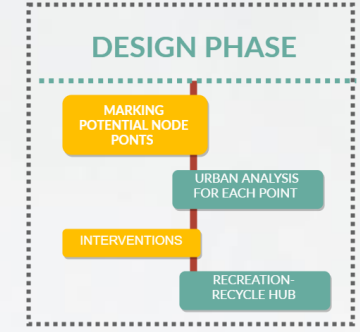 DESIGN PHASE
MARKING
POTENTIAL NODE
PONTS
URBAN ANALYSIS
FOR EACH POINT
INTERVENTIONS
RECREATION-
RECYCLE HUB